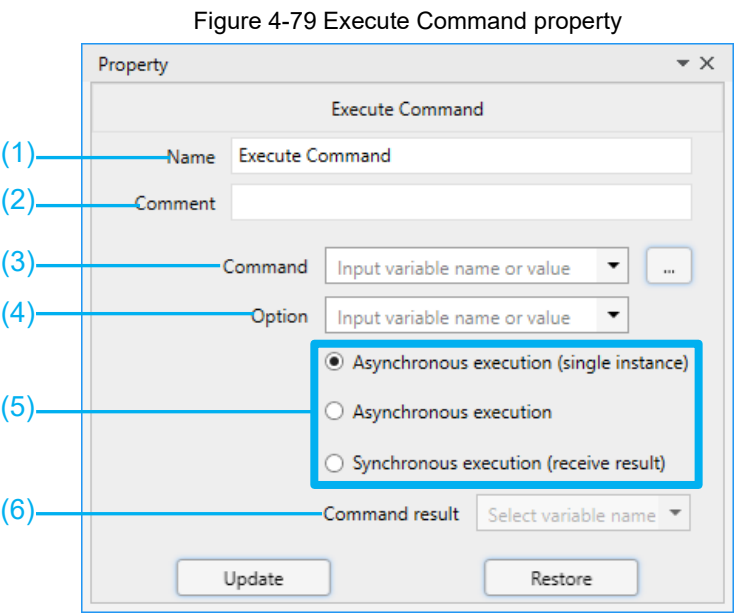 Figure 4-79 Execute Command property
Property
Execute Command
(1) Name Execute Command
(2) Comment
(3) Command Input variable name or value ...
(4) Option Input variable name or value
Asynchronous execution (single instance)
(5) Asynchronous execution
Synchronous execution (receive result)
(6) Command result Select variable name
Update Restore